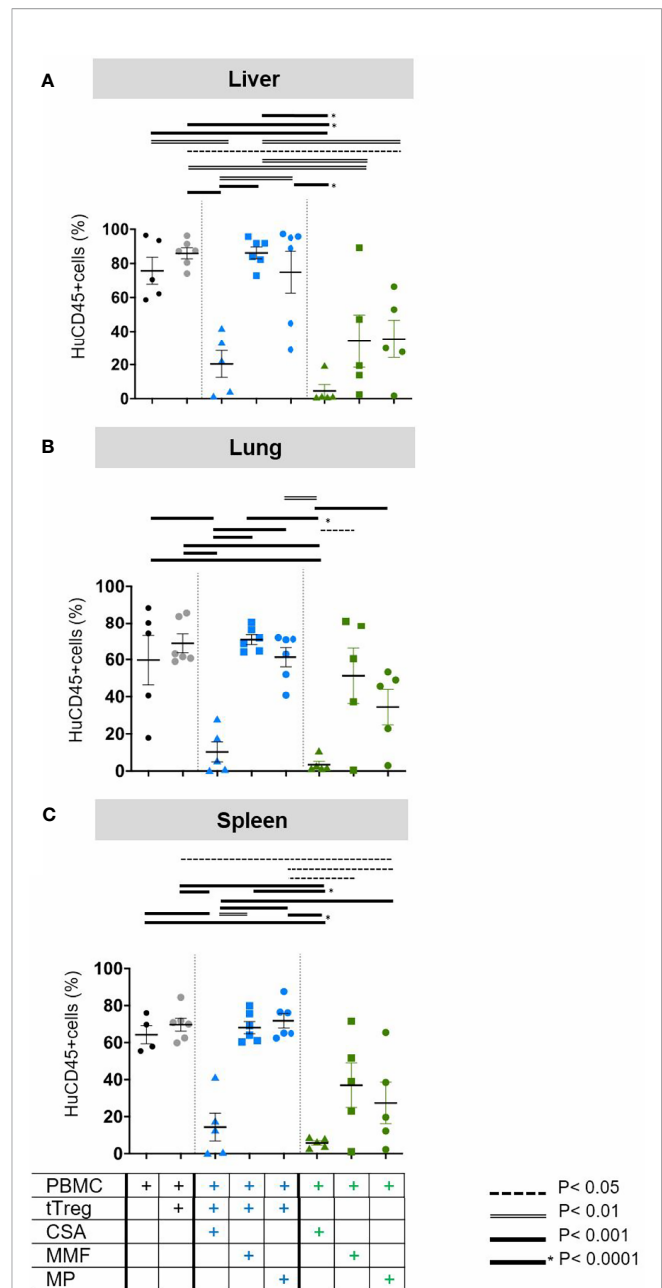 A
Liver
*
*
*
HuCD45+cells (%)
100
80
60
40
20
0
B
Lung
*
HuCD45+cells (%)
100
80
60
40
20
0
C
Spleen
*
*
HuCD45+cells (%)
100
80
60
40
20
0
PBMC + + + + + + + +
tTreg + + + +
CSA + +
MMF + +
MP + +
P< 0.05
P< 0.01
P< 0.001
* P< 0.0001